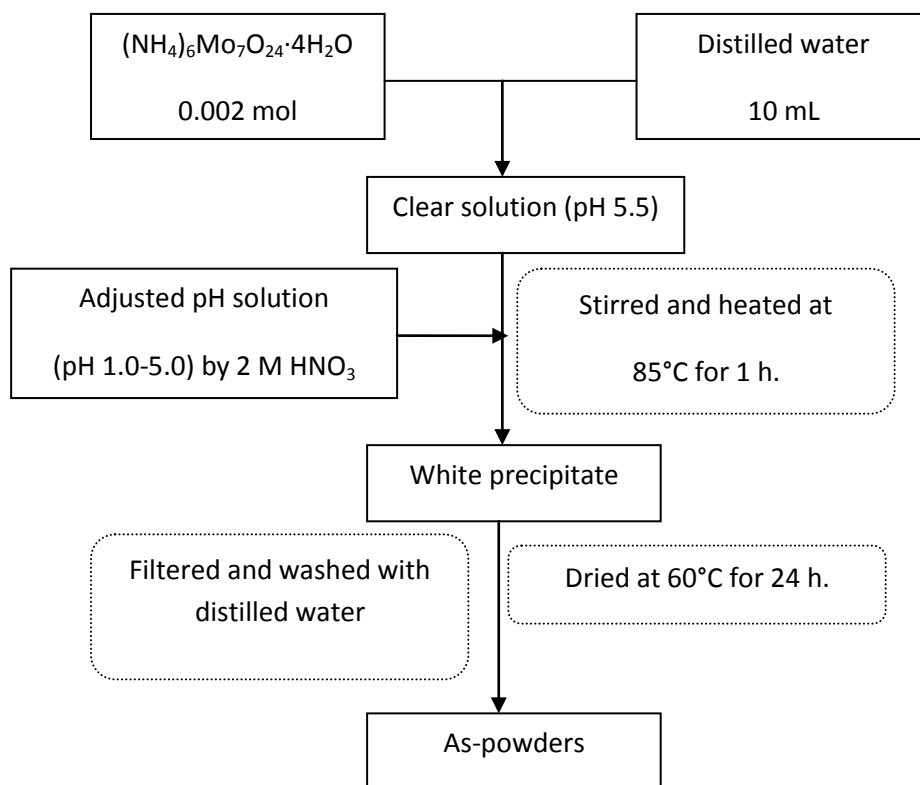 (NH₄)₆Mo₇O₂₄·4H₂O
0.002 mol
Distilled water
10 mL
Clear solution (pH 5.5)
Adjusted pH solution
(pH 1.0-5.0) by 2 M HNO₃
Stirred and heated at
85°C for 1 h.
White precipitate
Filtered and washed with
distilled water
Dried at 60°C for 24 h.
As-powders